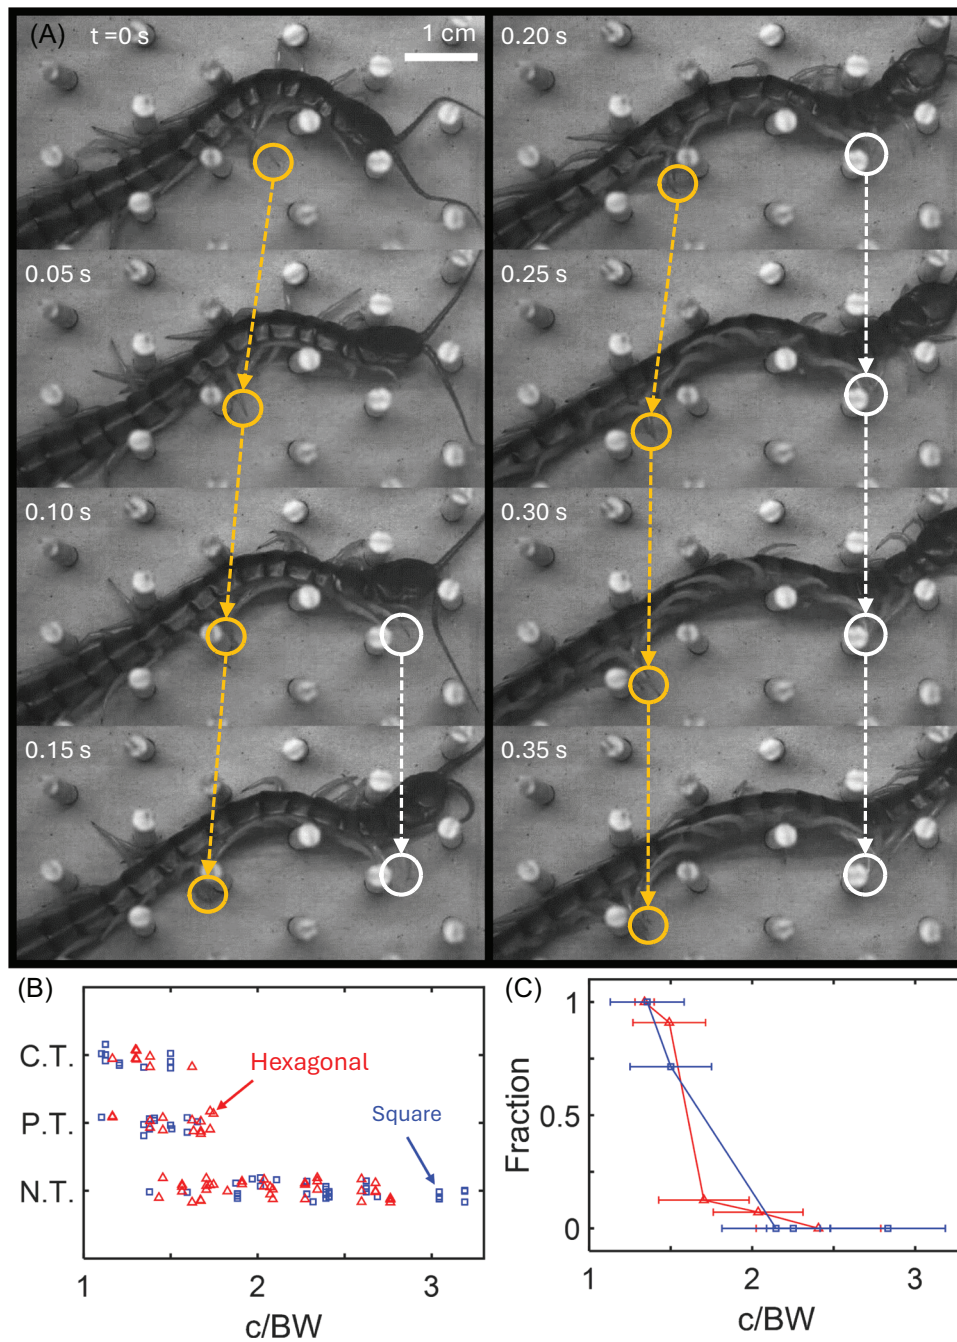 (A) t =0 s 1 cm 0.20 s
0.05 s 0.25 s
0.10 s 0.30 s
0.15 s 0.35 s
(B) (C)
C.T.
P.T.
N.T.
Hexagonal
Square
1 2 3
c/BW
Fraction
1
0.5
0
1 2 3
c/BW